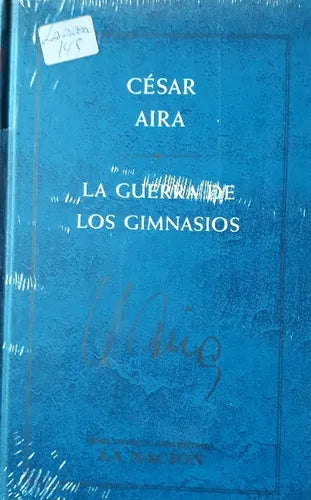 CÉSAR
AIRA
LA GUERRA DE
LOS GIMNASIOS
LA NACION